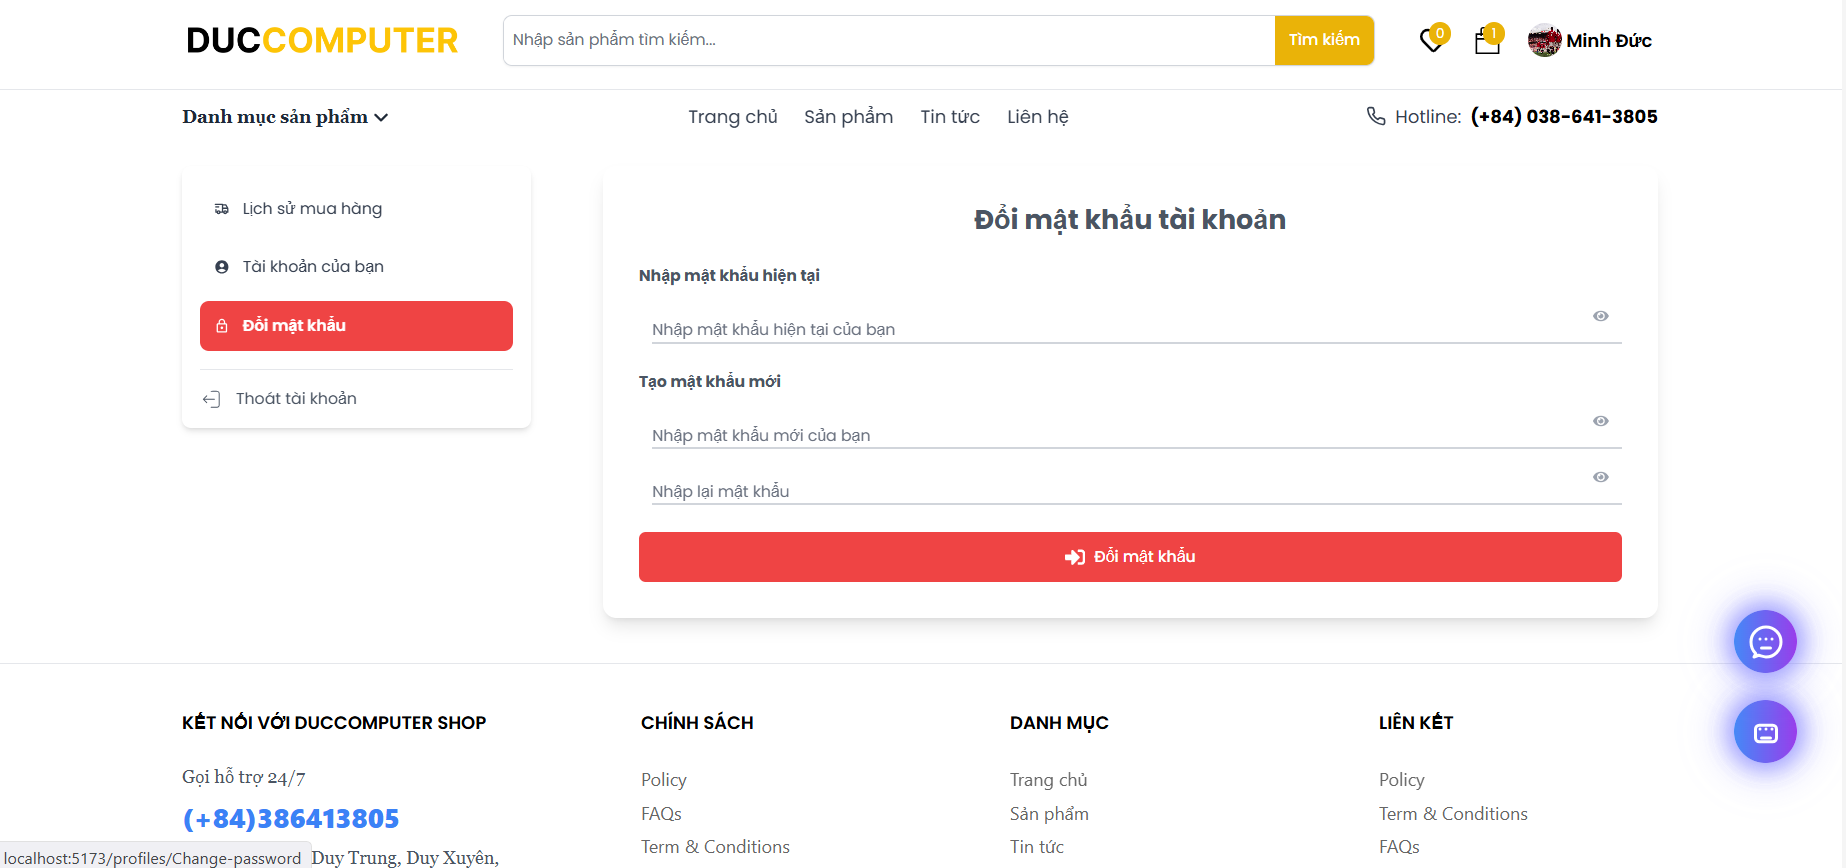 DUCCOMPUTER
Nhập sản phẩm tìm kiếm...
Tìm kiếm
0
1
Minh Đức
Danh mục sản phẩm
Trang chủ
Sản phẩm
Tin tức
Liên hệ
Hotline: (+84) 038-641-3805
Lịch sử mua hàng
Tài khoản của bạn
Đổi mật khẩu
Thoát tài khoản
Đổi mật khẩu tài khoản
Nhập mật khẩu hiện tại
Nhập mật khẩu hiện tại của bạn
Tạo mật khẩu mới
Nhập mật khẩu mới của bạn
Nhập lại mật khẩu
Đổi mật khẩu
KẾT NỐI VỚI DUCCOMPUTER SHOP
Gọi hỗ trợ 24/7
(+84)386413805
Duy Trung, Duy Xuyên,
CHÍNH SÁCH
Policy
FAQs
Term & Conditions
DANH MỤC
Trang chủ
Sản phẩm
Tin tức
LIÊN KẾT
Policy
Term & Conditions
FAQs
localhost:5173/profiles/Change-password